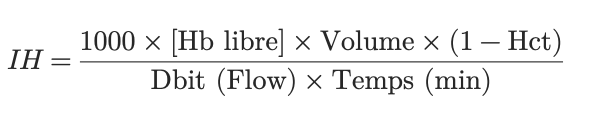 IH = 1000 × [Hb libre] × Volume × (1 − Hct)
Dbit (Flow) × Temps (min)